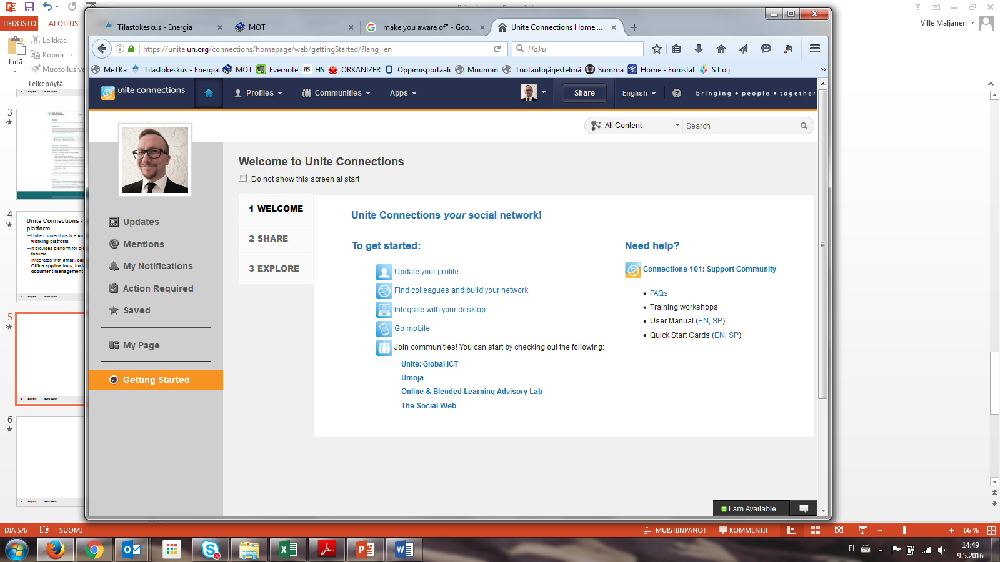 TIEDOSTO
ALOITUS
Leikkaa
Liitä
Kopioi
Muotoilusive
Leikepöytä
Ville Maljanen
Tilastokeskus - Energia
MOT
"make you aware of" - Goo...
Unite Connections Home ...
https://unite.un.org/connections/homepage/web/gettingStarted/?lang=en
Haku
MeTKa
Tilastokeskus - Energia
MOT
Evernote
HS HS
ORKANIZER
Oppimisportaali
Muunnin
Tuotantojärjestelmä
Summa
Home - Eurostat
S t o j
»
unite connections
Profiles
Communities
Apps
Share
English
?
bringing • people • together
All Content
Search
Welcome to Unite Connections
Do not show this screen at start
Updates
Mentions
My Notifications
Action Required
Saved
My Page
Getting Started
1 WELCOME
2 SHARE
3 EXPLORE
Unite Connections your social network!
To get started:
Update your profile
Find colleagues and build your network
Integrate with your desktop
Go mobile
Join communities! You can start by checking out the following:
Unite: Global ICT
Umoja
Online & Blended Learning Advisory Lab
The Social Web
Need help?
Connections 101: Support Community
• FAQs
• Training workshops
• User Manual (EN, SP)
• Quick Start Cards (EN, SP)
I am Available
3
4
Unite Connections -
platform
– Unite connections is a mo
working platform
– It provides platform for blo
forums
– Integrated with email, cale
Office applications, insta
document management
5
6
DIA 5/6
SUOMI
MUISTIINPANOT
KOMMENTIT
66 %
FI
14:49
9.5.2016